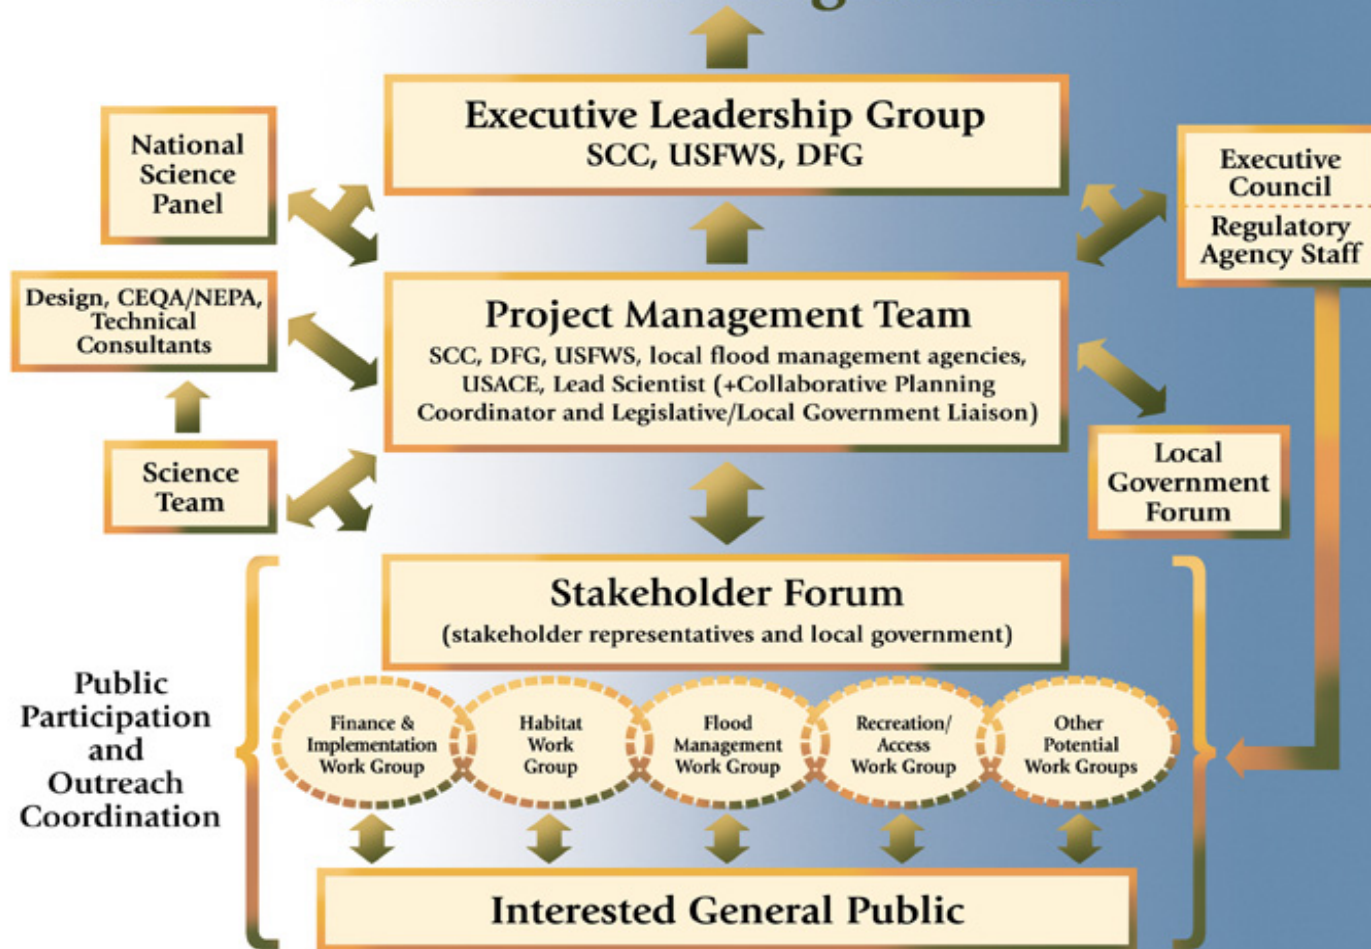 Executive Leadership Group
SCC, USFWS, DFG
National
Science
Panel
Executive
Council
Regulatory
Agency Staff
Design, CEQA/NEPA,
Technical
Consultants
Project Management Team
SCC, DFG, USFWS, local flood management agencies,
USACE, Lead Scientist (+Collaborative Planning
Coordinator and Legislative/Local Government Liaison)
Science
Team
Local
Government
Forum
Stakeholder Forum
(stakeholder representatives and local government)
Public
Participation
and
Outreach
Coordination
Finance &
Implementation
Work Group
Habitat
Work
Group
Flood
Management
Work Group
Recreation/
Access
Work Group
Other
Potential
Work Groups
Interested General Public